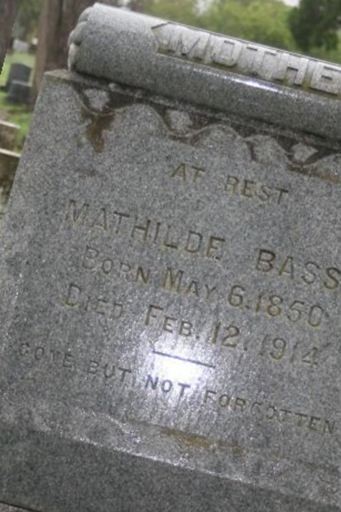 MOTHE
AT REST
MATHILDE BASS
BORN MAY 6. 1850
DIED FEB. 12. 1914
GONE BUT NOT FORGOTTEN